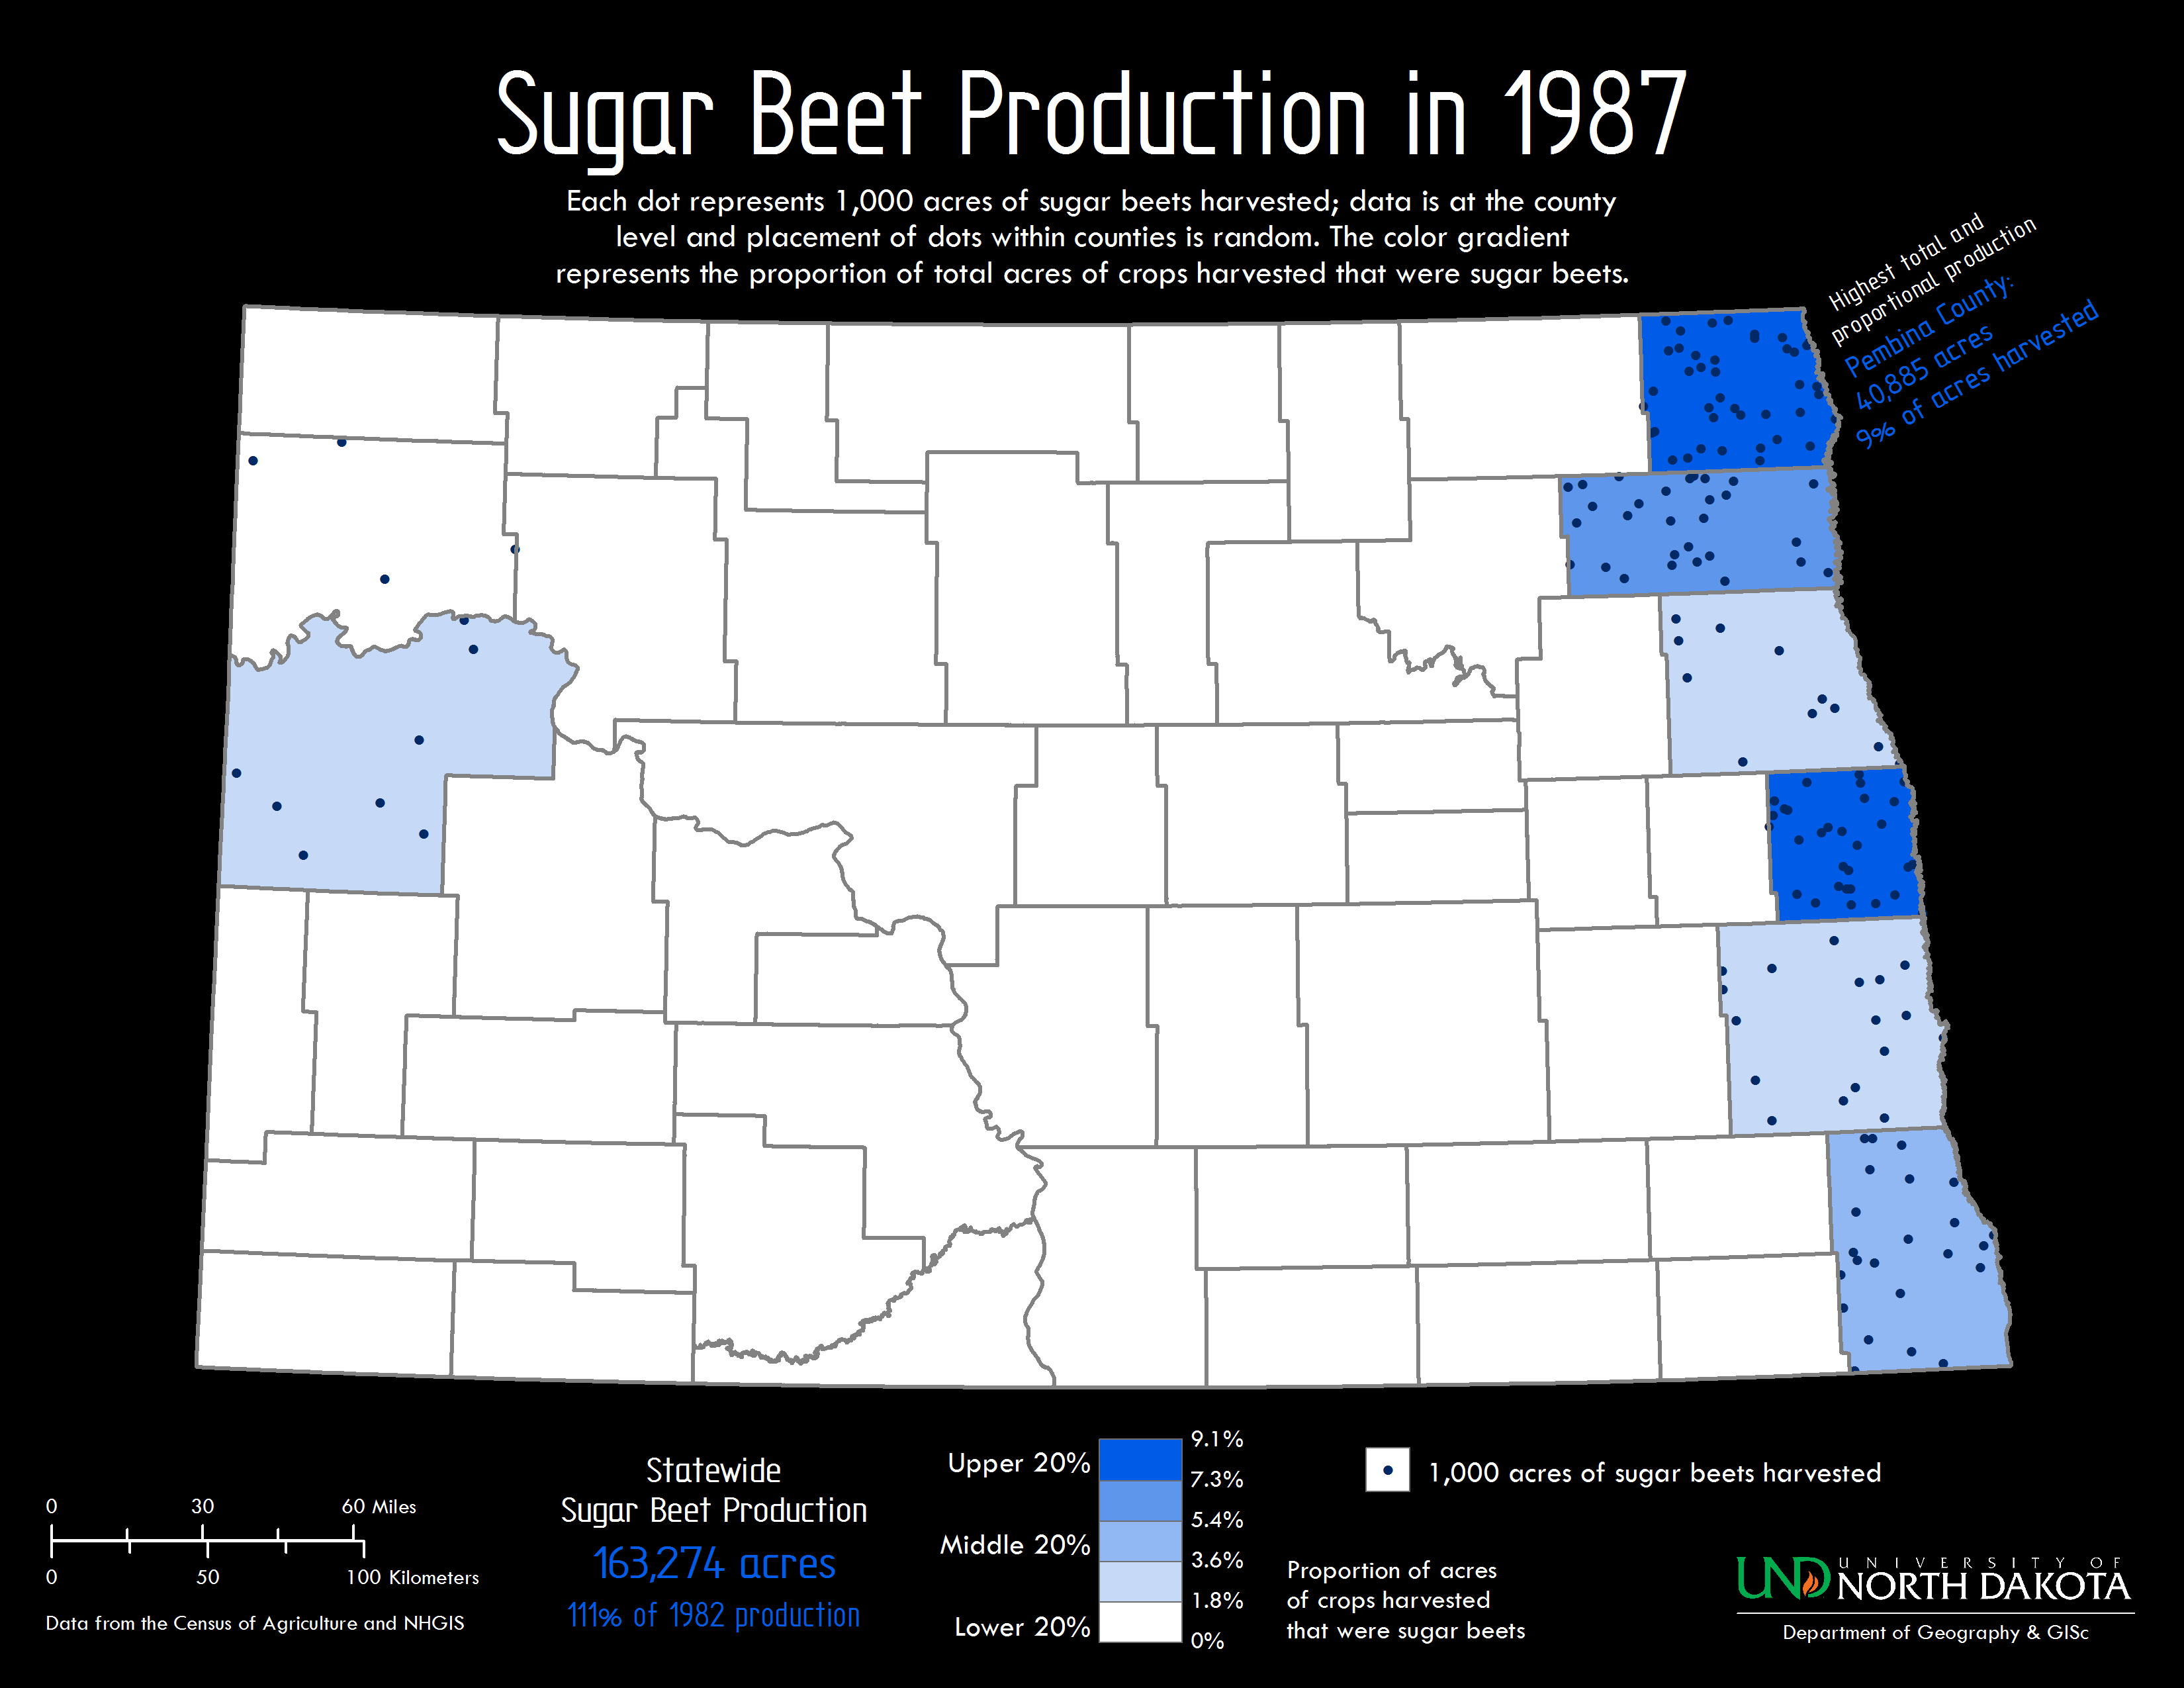 Sugar Beet Production in 1987
Each dot represents 1,000 acres of sugar beets harvested; data is at the county
level and placement of dots within counties is random. The color gradient
represents the proportion of total acres of crops harvested that were sugar beets.
Highest total and
proportional production
Pembina County:
40,885 acres
9% of acres harvested
0 30 60 Miles
0 50 100 Kilometers
Data from the Census of Agriculture and NHGIS
Statewide
Sugar Beet Production
163,274 acres
111% of 1982 production
Upper 20%
Middle 20%
Lower 20%
9.1%
7.3%
5.4%
3.6%
1.8%
0%
1,000 acres of sugar beets harvested
Proportion of acres
of crops harvested
that were sugar beets
UND
UNIVERSITY OF
NORTH DAKOTA
Department of Geography & GISc